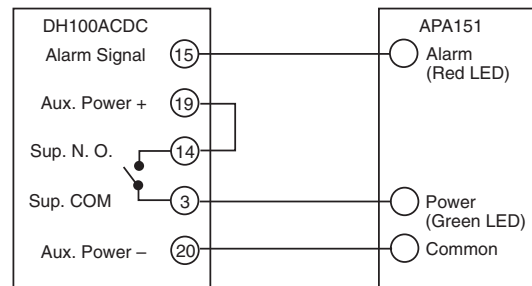 DH100ACDC
Alarm Signal 15
Aux. Power + 19
Sup. N. O. 14
Sup. COM 3
Aux. Power – 20
APA151
Alarm
(Red LED)
Power
(Green LED)
Common